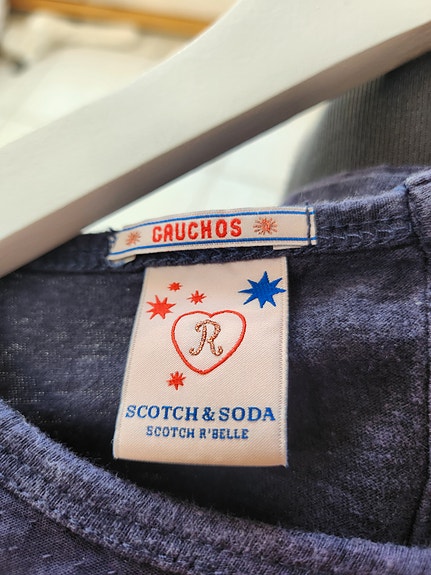 GAUCHOS
R
SCOTCH & SODA
SCOTCH R'BELLE